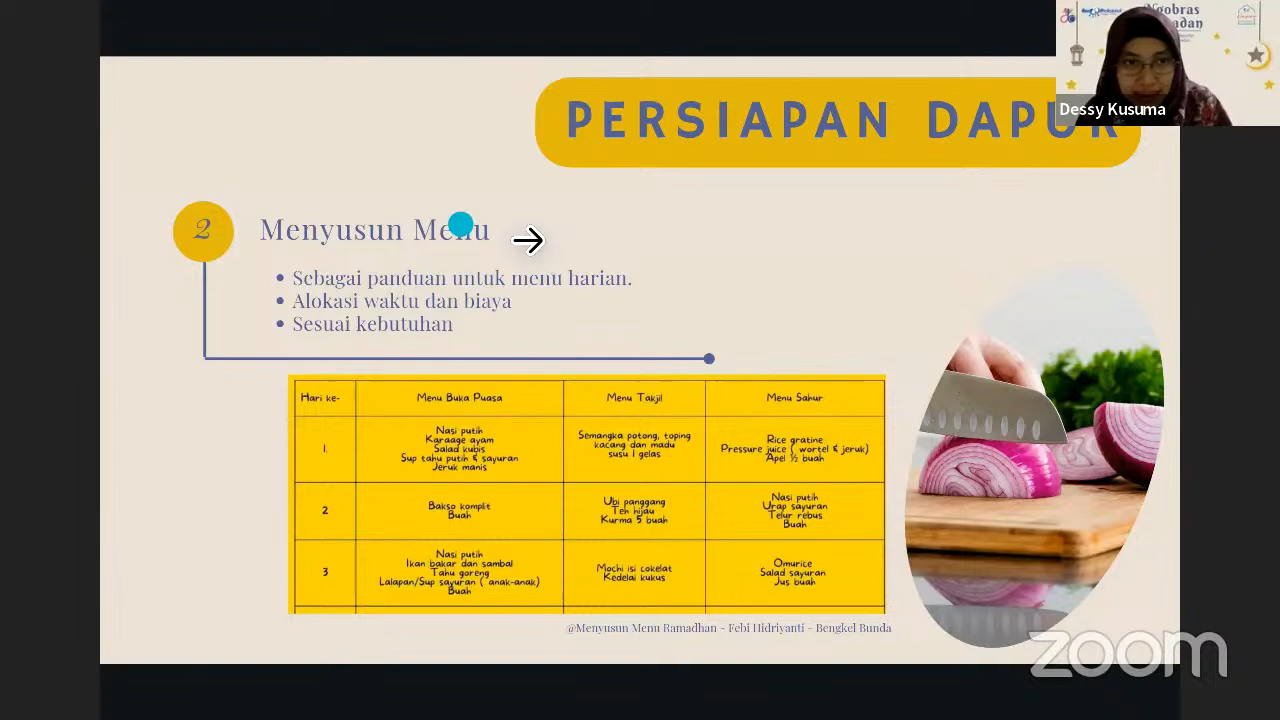 Ngobras
PERSIAPAN DAPUR
Dessy Kusuma
2
Menyusun Menu
Sebagai panduan untuk menu harian.
Alokasi waktu dan biaya
Sesuai kebutuhan
Hari ke-
Menu Buka Puasa
Menu Takjil
Menu Sahur
1.
Nasi putih
Karaage ayam
Salad kubis
Sup tahu putih & sayuran
Jeruk manis
Semangka potong, toping
kacang dan madu
susu 1 gelas
Rice gratine
Pressure juice ( wortel & jeruk)
Apel ½ buah
2
Bakso komplit
Buah
Ubi panggang
Teh hijau
Kurma 5 buah
Nasi putih
Urap sayuran
Telur rebus
Buah
3
Nasi putih
Ikan bakar dan sambal
Tahu goreng
Lalapan/Sup sayuran ( anak-anak)
Buah
Mochi isi cokelat
Kedelai kukus
Omurice
Salad sayuran
Jus buah
@Menyusun Menu Ramadhan - Febi Hidriyanti - Bengkel Bunda
zoom